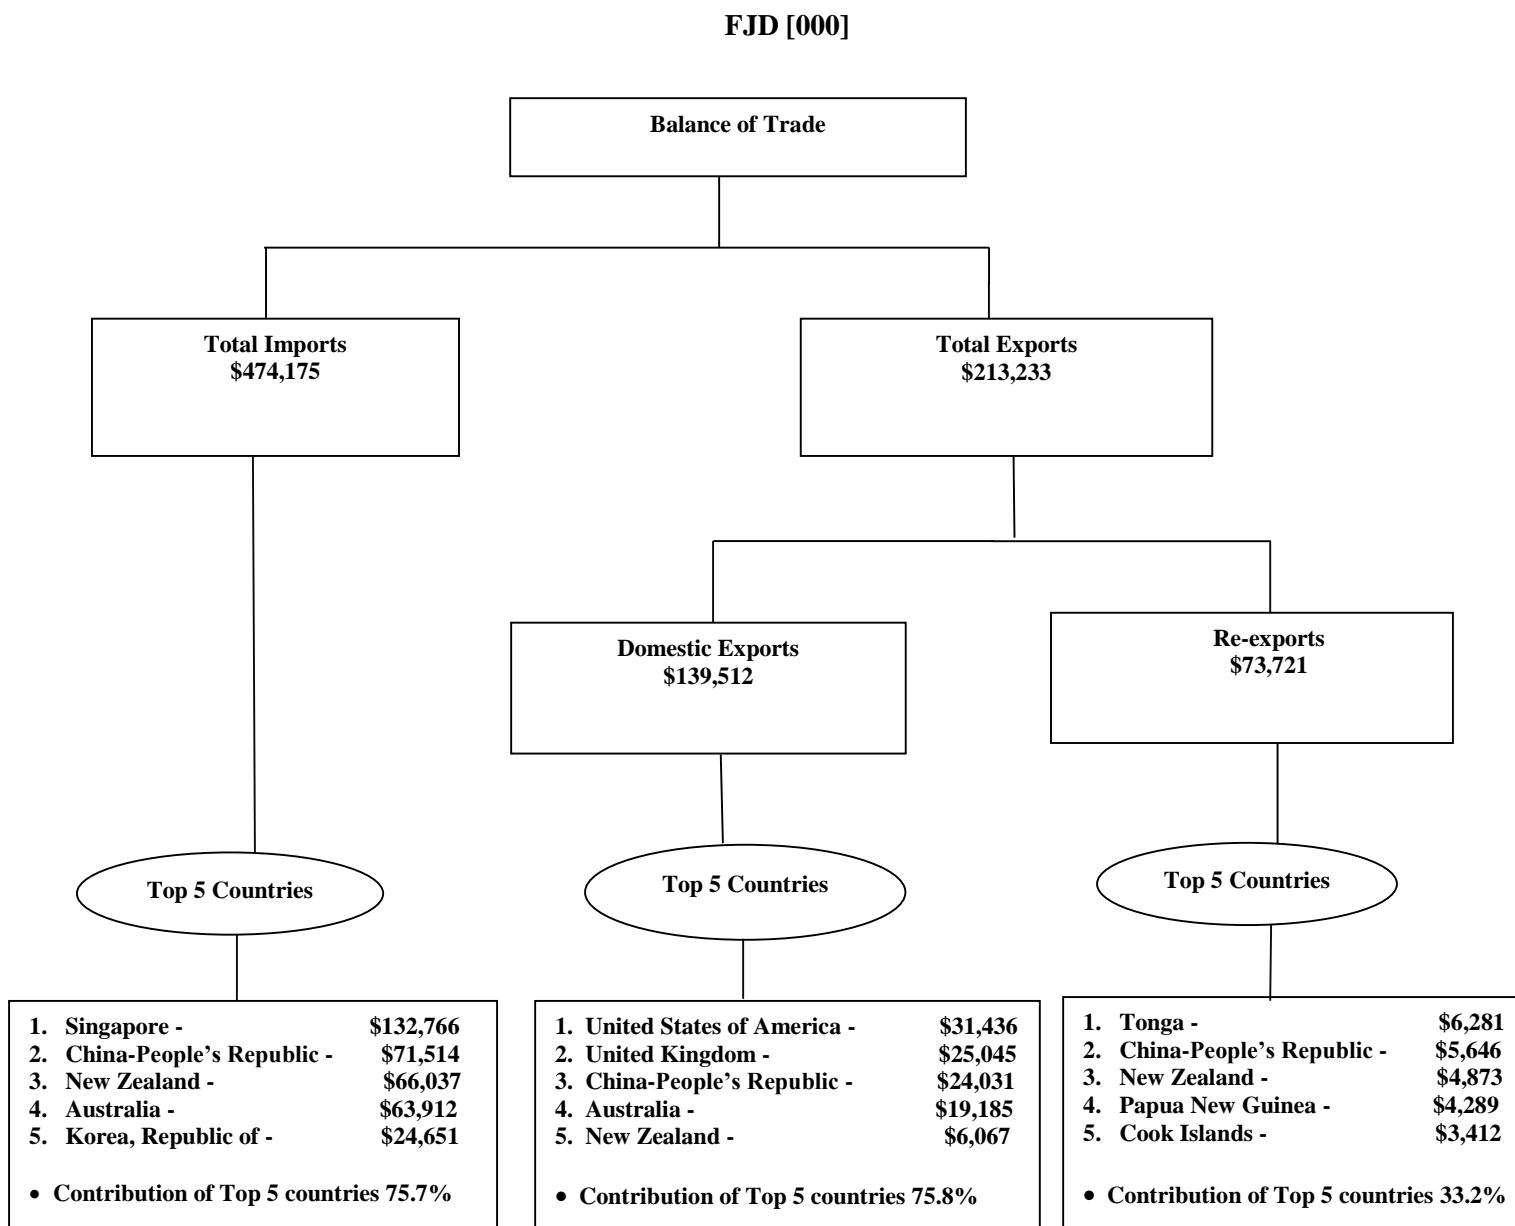 FJD [000]
Balance of Trade
Total Imports
$474,175
Total Exports
$213,233
Domestic Exports
$139,512
Re-exports
$73,721
Top 5 Countries
Top 5 Countries
Top 5 Countries
1. Singapore - $132,766
2. China-People’s Republic - $71,514
3. New Zealand - $66,037
4. Australia - $63,912
5. Korea, Republic of - $24,651
• Contribution of Top 5 countries 75.7%
1. United States of America - $31,436
2. United Kingdom - $25,045
3. China-People’s Republic - $24,031
4. Australia - $19,185
5. New Zealand - $6,067
• Contribution of Top 5 countries 75.8%
1. Tonga - $6,281
2. China-People’s Republic - $5,646
3. New Zealand - $4,873
4. Papua New Guinea - $4,289
5. Cook Islands - $3,412
• Contribution of Top 5 countries 33.2%